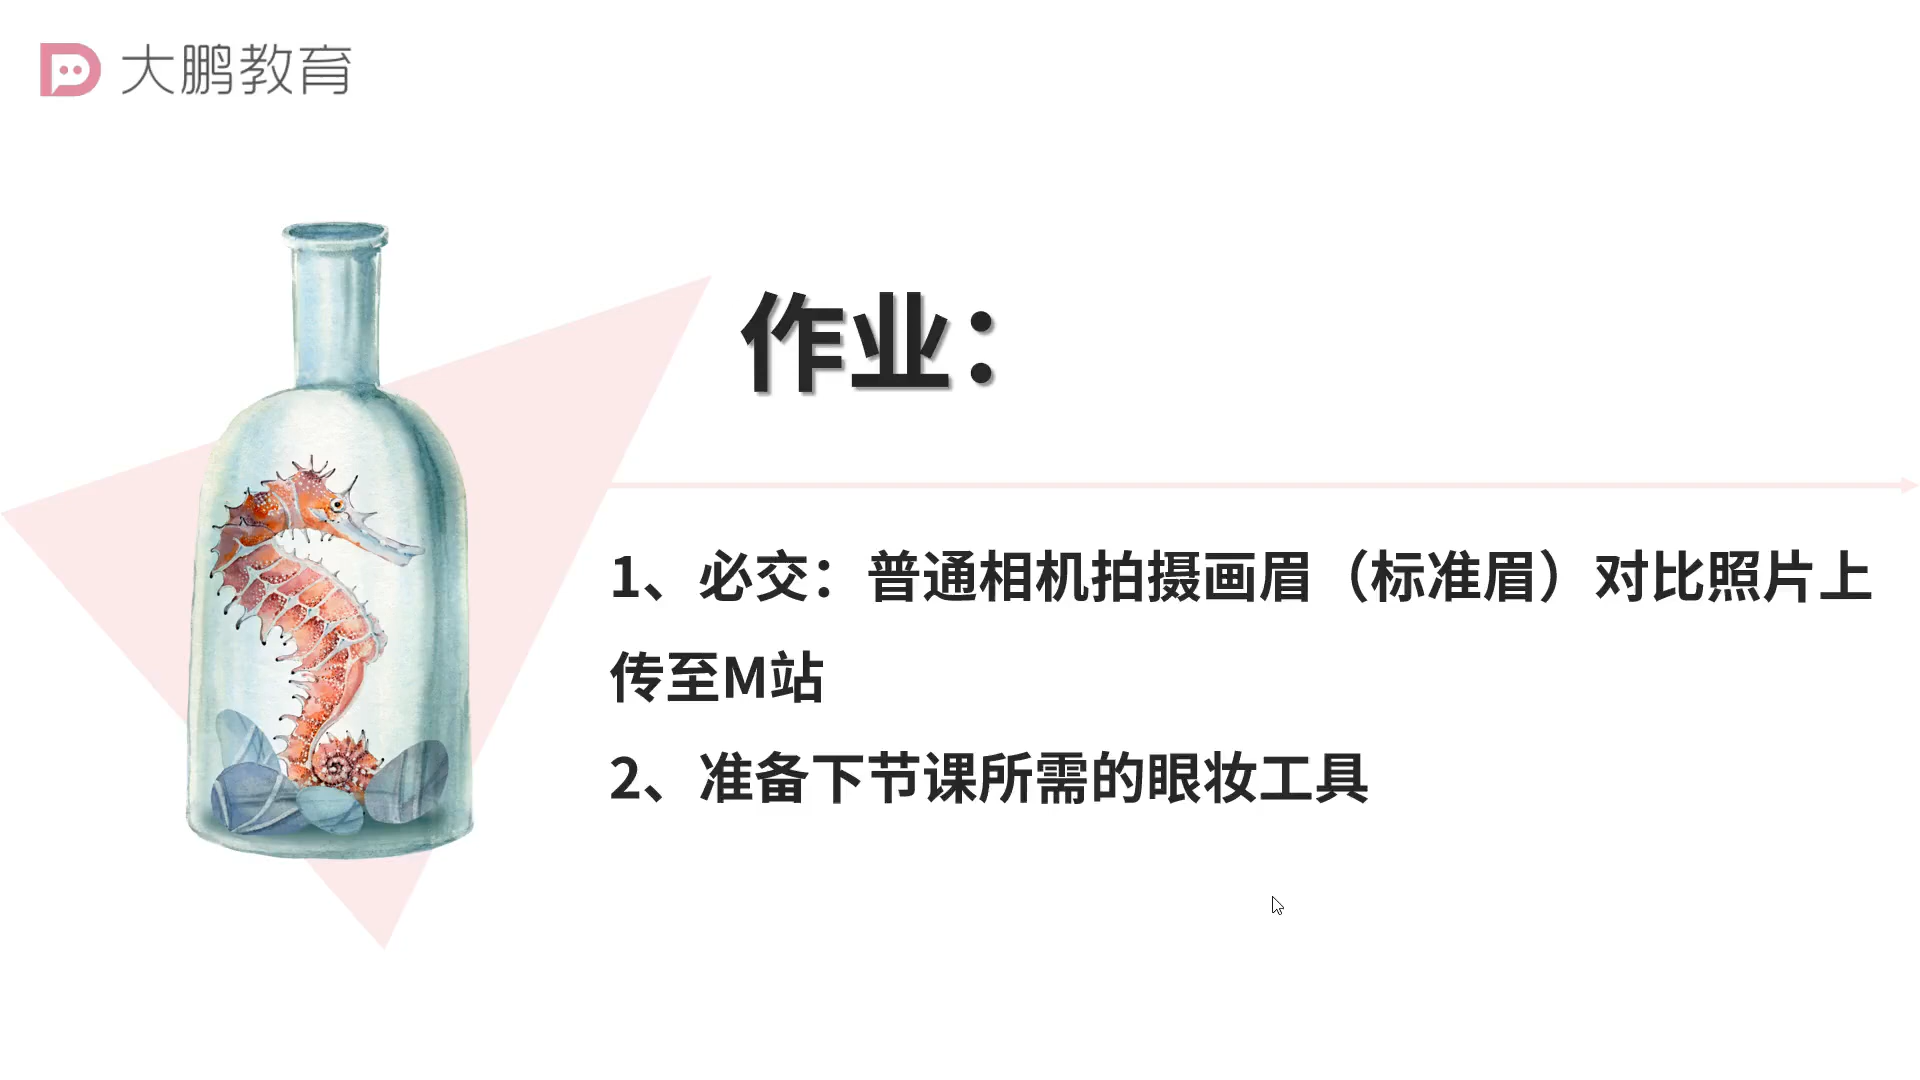 大鹏教育
作业：
1、必交：普通相机拍摄画眉（标准眉）对比照片上
传至M站
2、准备下节课所需的眼妆工具